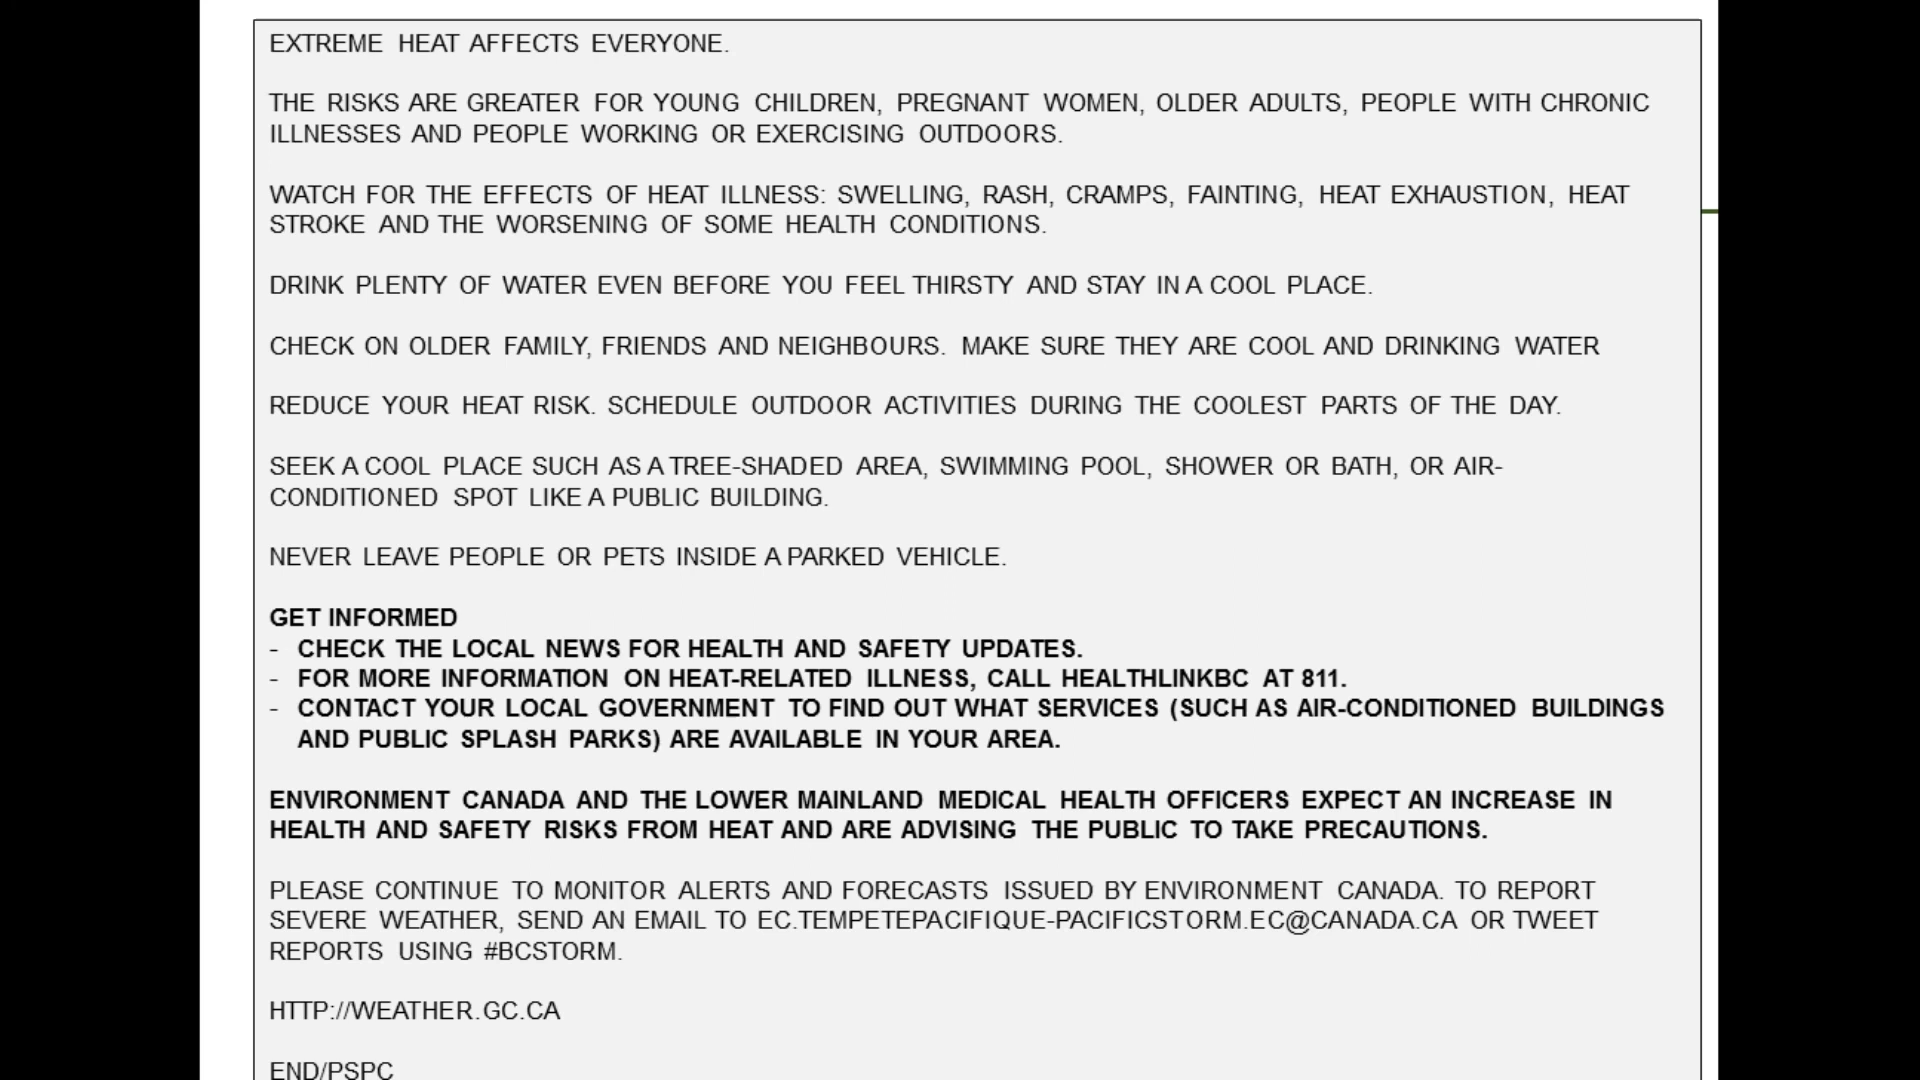 EXTREME HEAT AFFECTS EVERYONE.
THE RISKS ARE GREATER FOR YOUNG CHILDREN, PREGNANT WOMEN, OLDER ADULTS, PEOPLE WITH CHRONIC
ILLNESSES AND PEOPLE WORKING OR EXERCISING OUTDOORS.
WATCH FOR THE EFFECTS OF HEAT ILLNESS: SWELLING, RASH, CRAMPS, FAINTING, HEAT EXHAUSTION, HEAT
STROKE AND THE WORSENING OF SOME HEALTH CONDITIONS.
DRINK PLENTY OF WATER EVEN BEFORE YOU FEEL THIRSTY AND STAY IN A COOL PLACE.
CHECK ON OLDER FAMILY, FRIENDS AND NEIGHBOURS. MAKE SURE THEY ARE COOL AND DRINKING WATER
REDUCE YOUR HEAT RISK. SCHEDULE OUTDOOR ACTIVITIES DURING THE COOLEST PARTS OF THE DAY.
SEEK A COOL PLACE SUCH AS A TREE-SHADED AREA, SWIMMING POOL, SHOWER OR BATH, OR AIR-
CONDITIONED SPOT LIKE A PUBLIC BUILDING.
NEVER LEAVE PEOPLE OR PETS INSIDE A PARKED VEHICLE.
GET INFORMED
- CHECK THE LOCAL NEWS FOR HEALTH AND SAFETY UPDATES.
- FOR MORE INFORMATION ON HEAT-RELATED ILLNESS, CALL HEALTHLINKBC AT 811.
- CONTACT YOUR LOCAL GOVERNMENT TO FIND OUT WHAT SERVICES (SUCH AS AIR-CONDITIONED BUILDINGS
AND PUBLIC SPLASH PARKS) ARE AVAILABLE IN YOUR AREA.
ENVIRONMENT CANADA AND THE LOWER MAINLAND MEDICAL HEALTH OFFICERS EXPECT AN INCREASE IN
HEALTH AND SAFETY RISKS FROM HEAT AND ARE ADVISING THE PUBLIC TO TAKE PRECAUTIONS.
PLEASE CONTINUE TO MONITOR ALERTS AND FORECASTS ISSUED BY ENVIRONMENT CANADA. TO REPORT
SEVERE WEATHER, SEND AN EMAIL TO EC.TEMPETEPACIFIQUE-PACIFICSTORM.EC@CANADA.CA OR TWEET
REPORTS USING #BCSTORM.
HTTP://WEATHER.GC.CA
END/PSPC